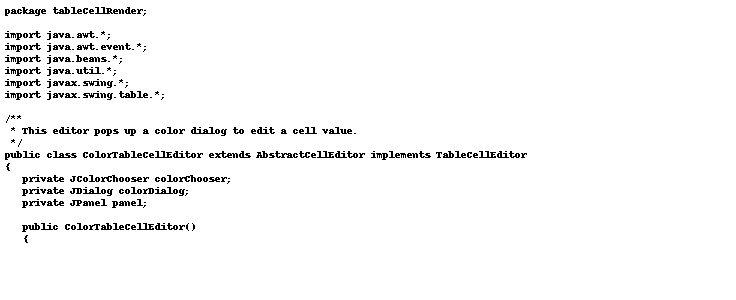 package tableCellRender;

import java.awt.*;
import java.awt.event.*;
import java.beans.*;
import java.util.*;
import javax.swing.*;
import javax.swing.table.*;

/**
 * This editor pops up a color dialog to edit a cell value.
 */
public class ColorTableCellEditor extends AbstractCellEditor implements TableCellEditor
{
   private JColorChooser colorChooser;
   private JDialog colorDialog;
   private JPanel panel;

   public ColorTableCellEditor()
   {